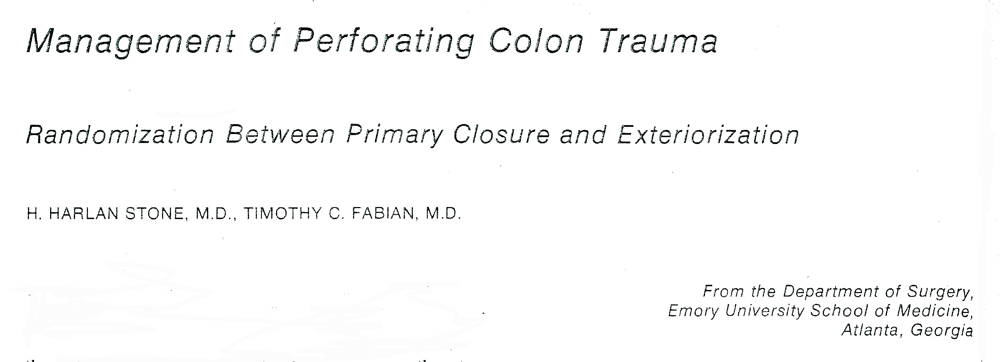 Management of Perforating Colon Trauma
Randomization Between Primary Closure and Exteriorization
H. HARLAN STONE, M.D., TIMOTHY C. FABIAN, M.D.
From the Department of Surgery,
Emory University School of Medicine,
Atlanta, Georgia